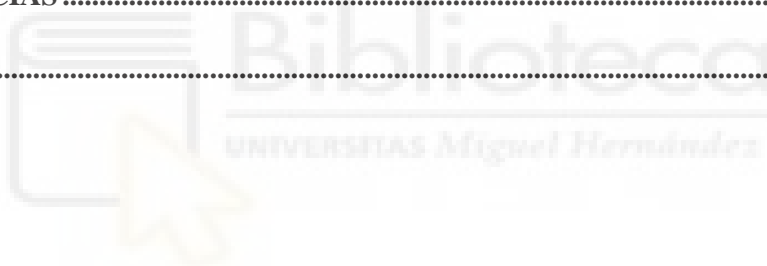 CIAS................................................................
................................................................
Biblioteca
UNIVERSITAS Miguel Hernández